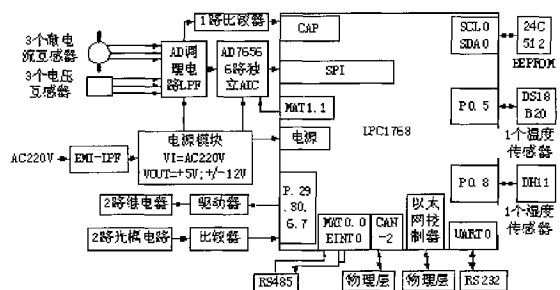 1路比较器
CAP
SCL0
SDA0
24C
512
EEPROM
3个微电
流互感器
3个电压
互感器
AD调
理电
路LPF
AD7656
6路独
立AIC
SPI
MAT1.1
LPC1768
P0.5
DS18
B20
1个温度
传感器
AC220V
EMI-IPF
电源模块
VI=AC220V
VOUT=+5V;+/-12V
电源
P0.8
DH11
1个湿度
传感器
2路继电器
驱动器
P.29
.30.
6.7
2路光耦电路
比较器
MAT0.0
EINT0
CAN
-2
以太
网控
制器
UART0
RS485
物理层
物理层
RS232